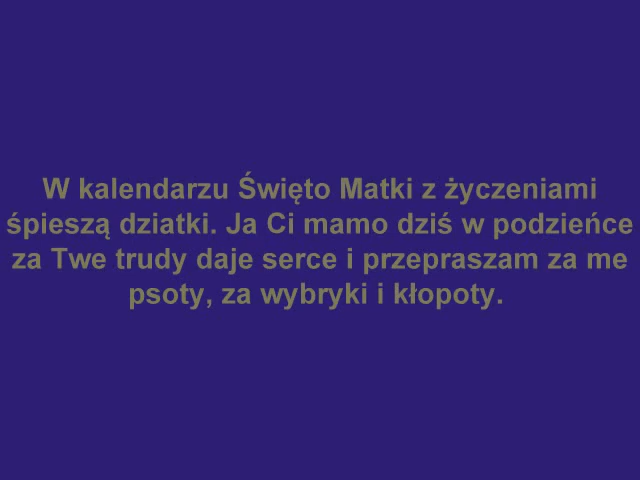 W kalendarzu Święto Matki z życzeniami
śpieszą dziatki. Ja Ci mamo dziś w podzieńce
za Twe trudy daje serce i przepraszam za me
psoty, za wybryki i kłopoty.